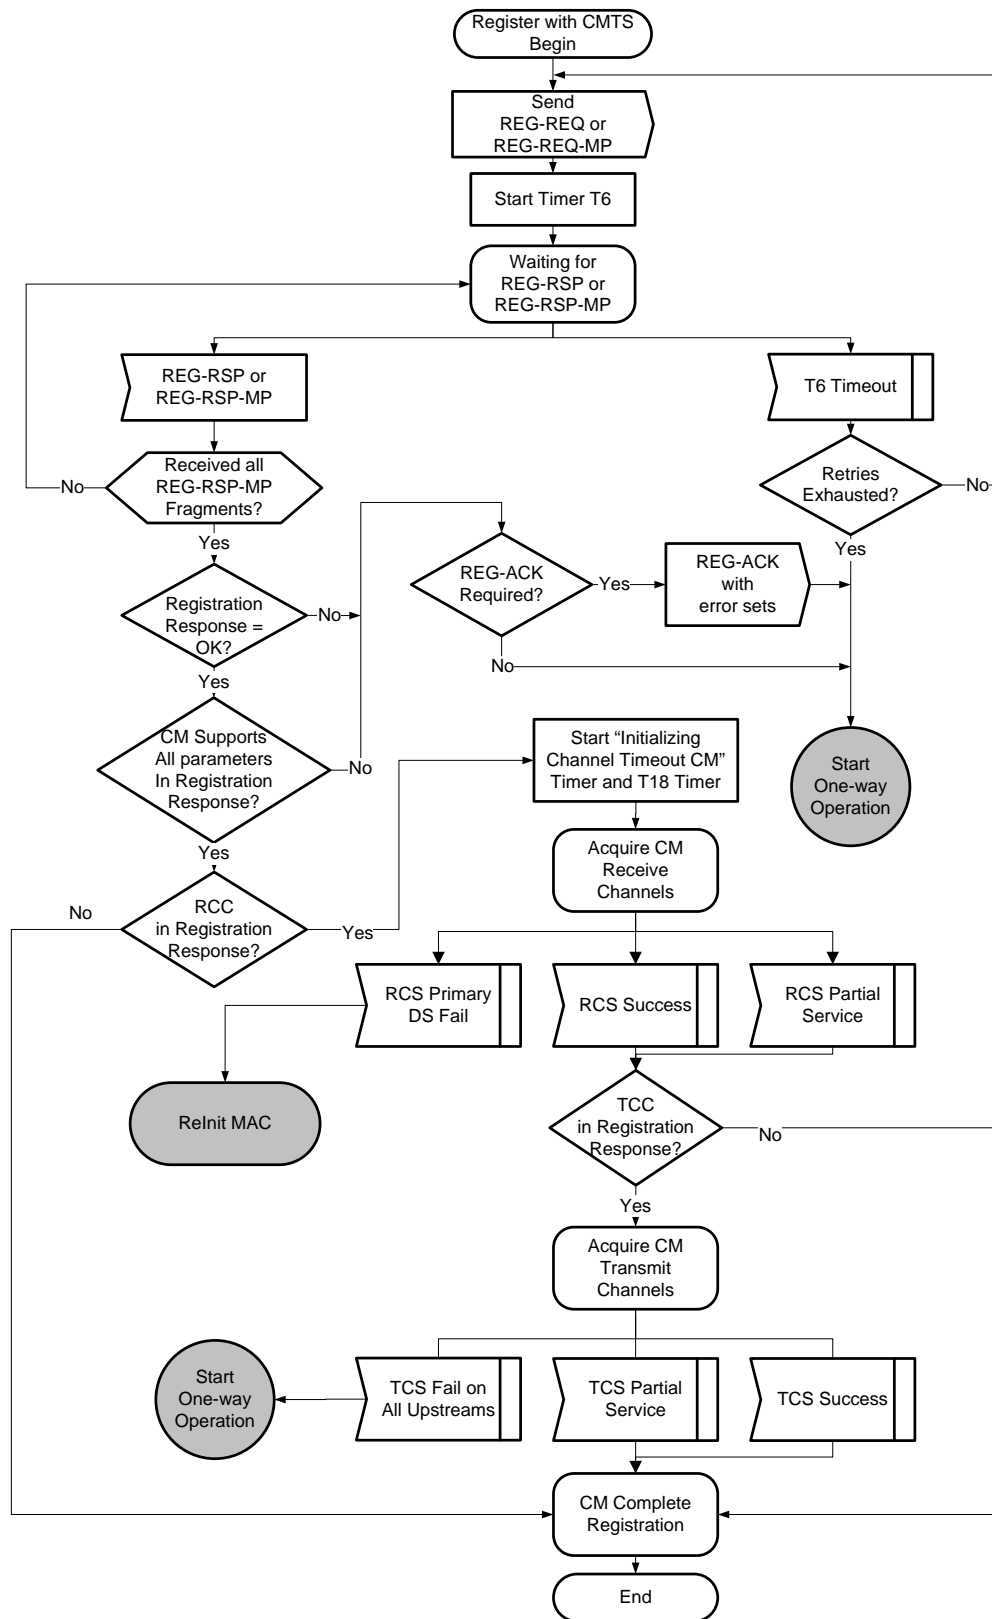 Register with CMTS
Begin
Send
REG-REQ or
REG-REQ-MP
Start Timer T6
Waiting for
REG-RSP or
REG-RSP-MP
REG-RSP or
REG-RSP-MP
T6 Timeout
Received all
REG-RSP-MP
Fragments?
No
Yes
Retries
Exhausted?
No
Yes
Registration
Response =
OK?
No
Yes
REG-ACK
Required?
Yes
No
REG-ACK
with
error sets
CM Supports
All parameters
In Registration
Response?
No
Yes
Start “Initializing
Channel Timeout CM”
Timer and T18 Timer
Start
One-way
Operation
Acquire CM
Receive
Channels
RCC
in Registration
Response?
No
Yes
RCS Primary
DS Fail
RCS Success
RCS Partial
Service
ReInit MAC
TCC
in Registration
Response?
No
Yes
Acquire CM
Transmit
Channels
Start
One-way
Operation
TCS Fail on
All Upstreams
TCS Partial
Service
TCS Success
CM Complete
Registration
End